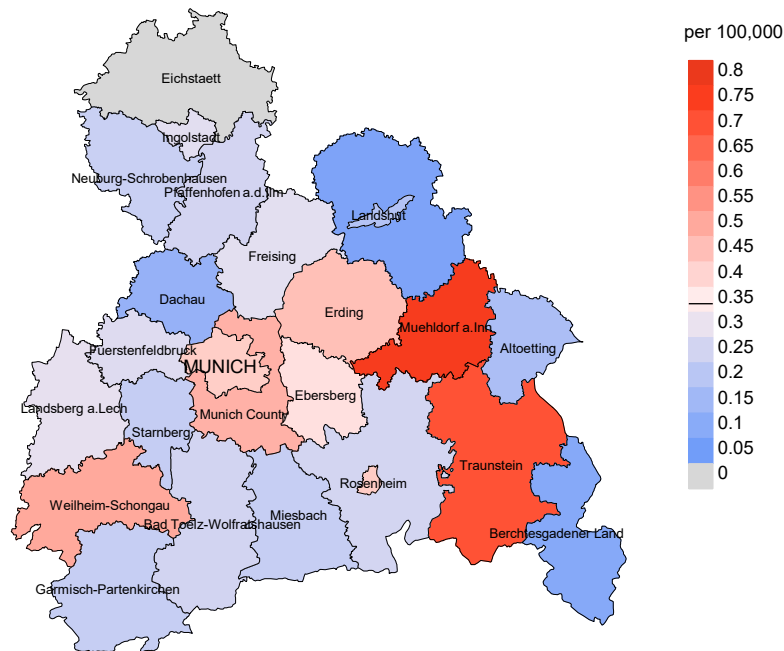 per 100,000
0.8
0.75
0.7
0.65
0.6
0.55
0.5
0.45
0.4
0.35
0.3
0.25
0.2
0.15
0.1
0.05
0
Eichstaett
Ingolstadt
Neuburg-Schrobenhausen
Pfaffenhofen a.d.Ilm
Landshut
Freising
Dachau
Erding
Muehldorf a.Inn
Altoetting
Fuerstenfeldbruck
MUNICH
Ebersberg
Landsberg a.Lech
Munich County
Starnberg
Traunstein
Rosenheim
Weilheim-Schongau
Miesbach
Bad Toelz-Wolfratshausen
Berchtesgadener Land
Garmisch-Partenkirchen